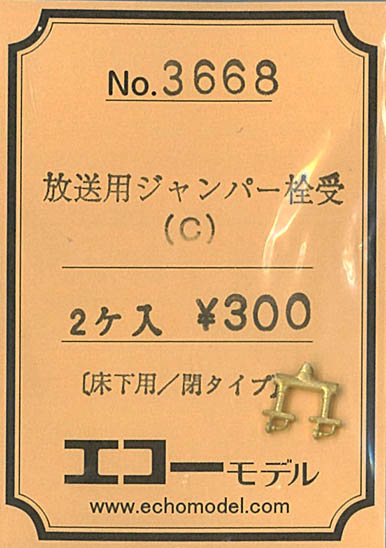 No.3668
放送用ジャンパー栓受
(C)
2ケ入 ¥300
〔床下用/閉タイプ〕
エコーモデル
www.echomodel.com